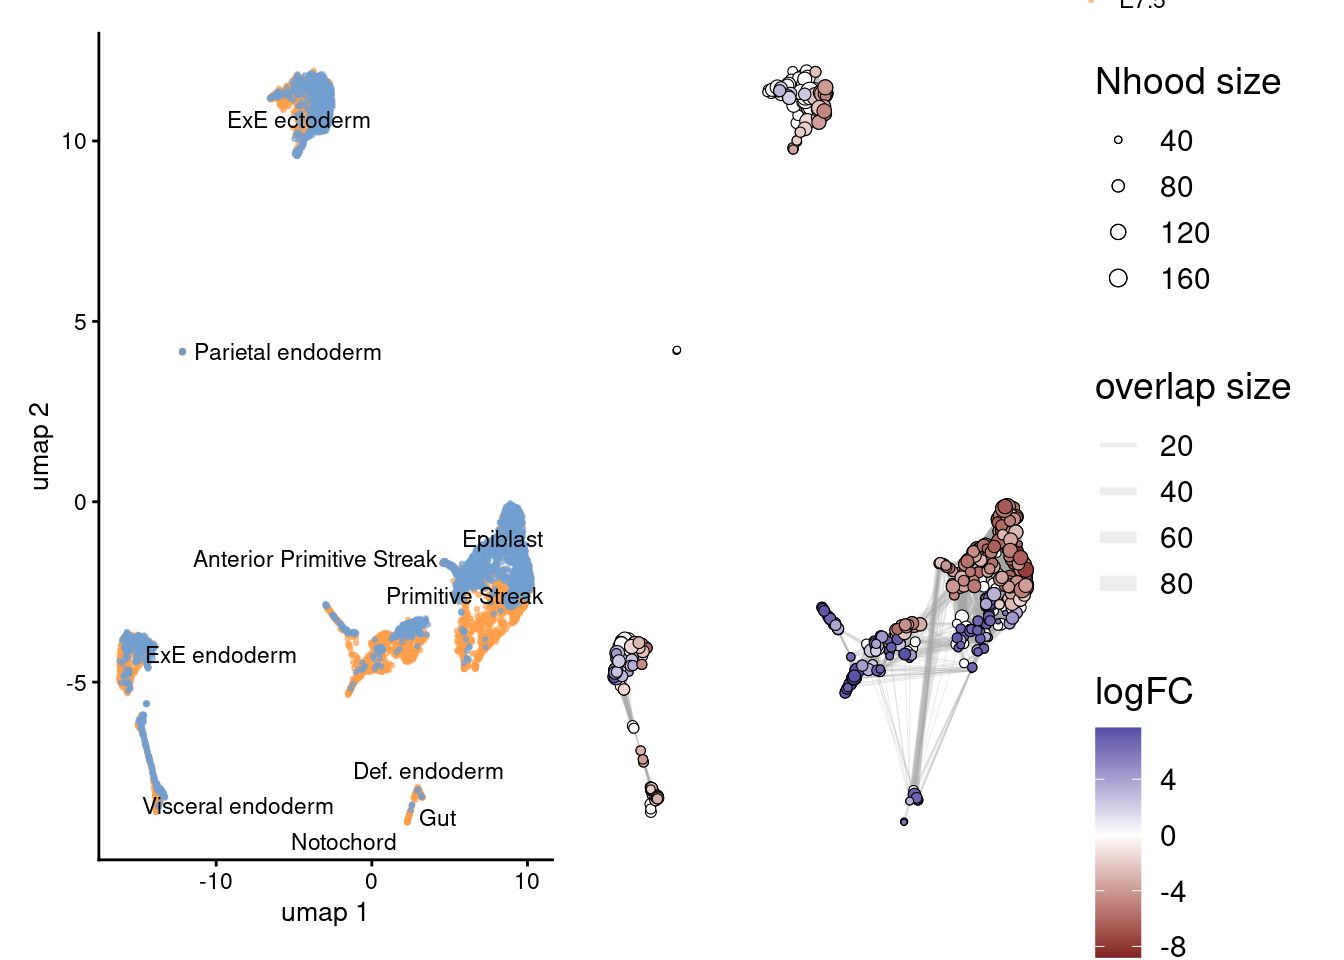 E7.5
10
5
0
-5
umap 2
-10
0
10
umap 1
ExE ectoderm
Parietal endoderm
Epiblast
Anterior Primitive Streak
Primitive Streak
ExE endoderm
Def. endoderm
Visceral endoderm
Gut
Notochord
Nhood size
40
80
120
160
overlap size
20
40
60
80
logFC
4
0
-4
-8